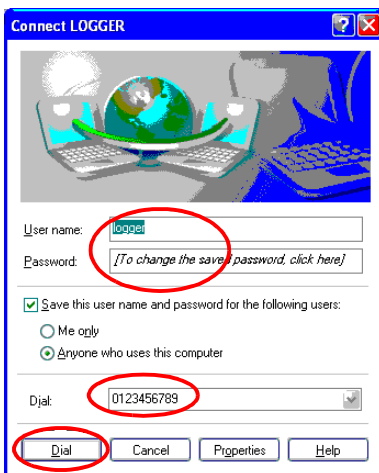 Connect LOGGER
User name: logger
Password: [To change the saved password, click here]
Save this user name and password for the following users:
Me only
Anyone who uses this computer
Dial: 0123456789
Dial Cancel Properties Help